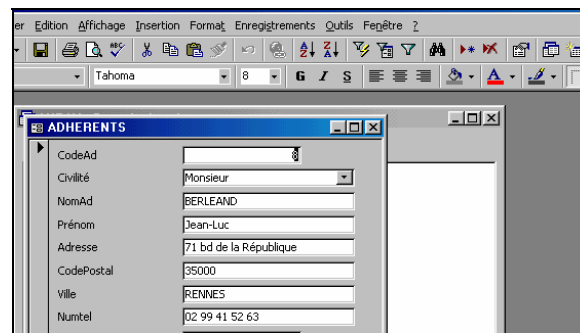 er Edition Affichage Insertion Format Enregistrements Outils Fenêtre ?
Tahoma 8 G I S
ADHERENTS
CodeAd
Civilité Monsieur
NomAd BERLEAND
Prénom Jean-Luc
Adresse 71 bd de la République
CodePostal 35000
Ville RENNES
Numtel 02 99 41 52 63